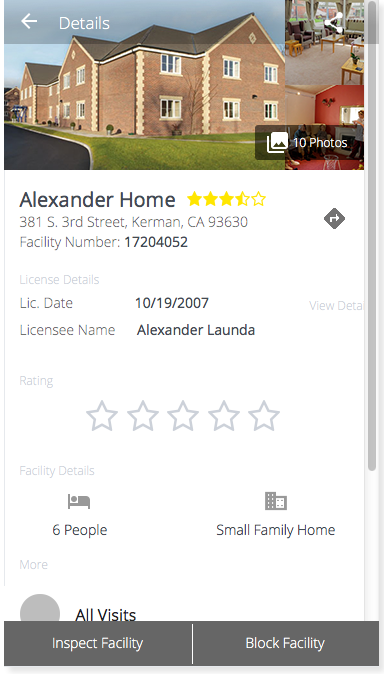 Details
10 Photos
Alexander Home
381 S. 3rd Street, Kerman, CA 93630
Facility Number: 17204052
License Details
Lic. Date 10/19/2007
View Detai
Licensee Name Alexander Launda
Rating
Facility Details
6 People Small Family Home
More
All Visits
Inspect Facility Block Facility